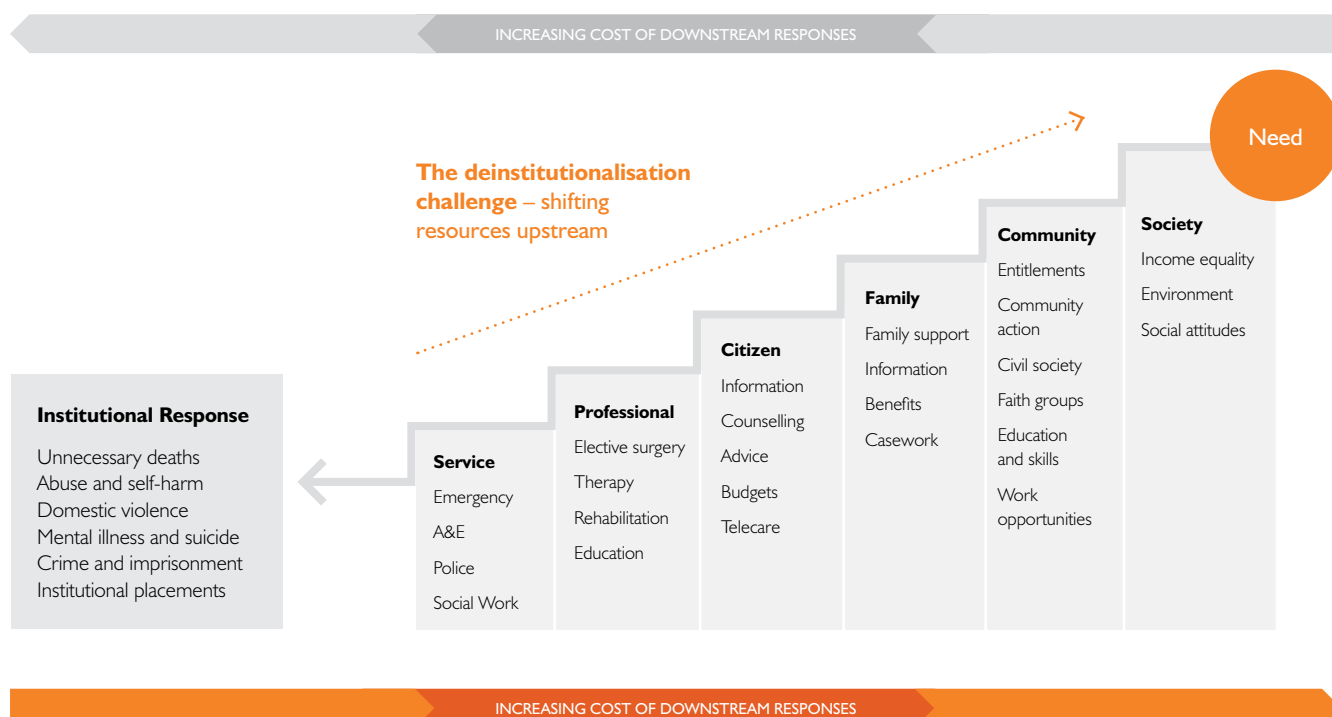 INCREASING COST OF DOWNSTREAM RESPONSES
Need
The deinstitutionalisation
challenge – shifting
resources upstream
Institutional Response
Unnecessary deaths
Abuse and self-harm
Domestic violence
Mental illness and suicide
Crime and imprisonment
Institutional placements
Service
Emergency
A&E
Police
Social Work
Professional
Elective surgery
Therapy
Rehabilitation
Education
Citizen
Information
Counselling
Advice
Budgets
Telecare
Family
Family support
Information
Benefits
Casework
Community
Entitlements
Community
action
Civil society
Faith groups
Education
and skills
Work
opportunities
Society
Income equality
Environment
Social attitudes
INCREASING COST OF DOWNSTREAM RESPONSES